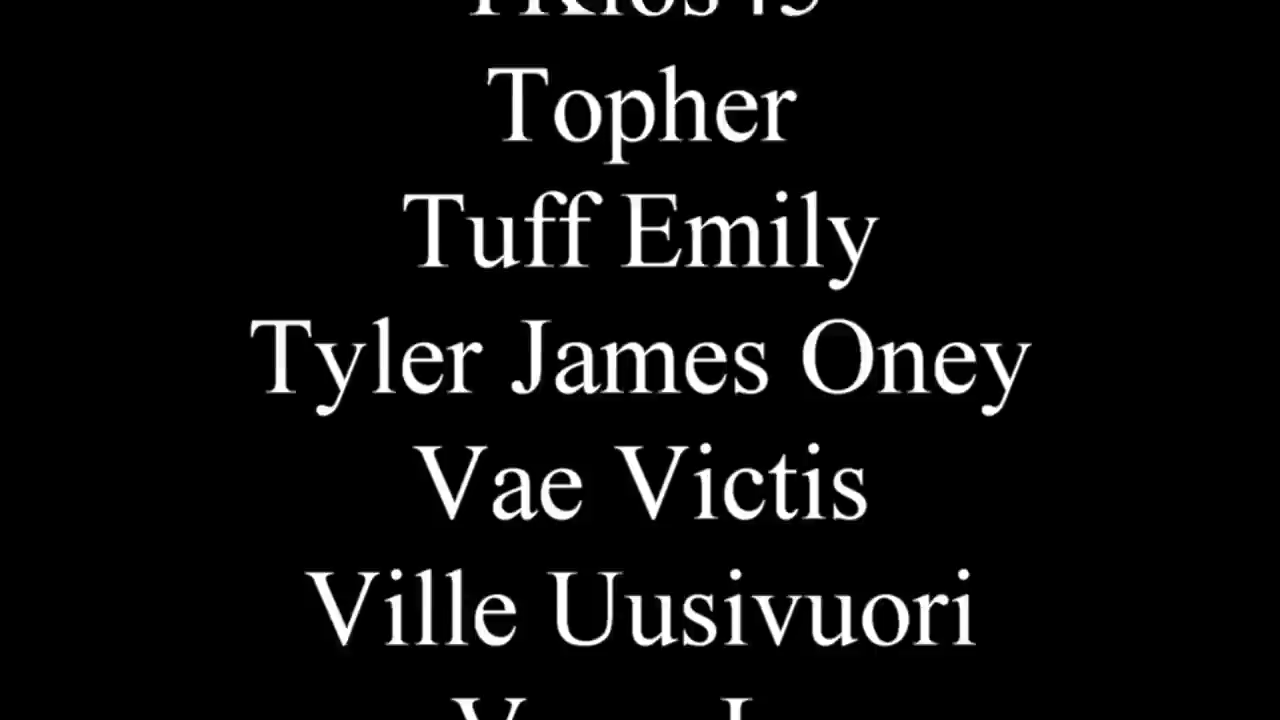 Topher
Tuff Emily
Tyler James Oney
Vae Victis
Ville Uusivuori